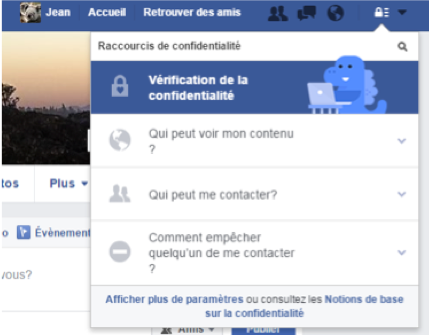 Jean Accueil Retrouver des amis
Raccourcis de confidentialité
Vérification de la
confidentialité
Qui peut voir mon contenu
?
Qui peut me contacter?
Comment empêcher
quelqu'un de me contacter
?
Afficher plus de paramètres ou consultez les Notions de base
sur la confidentialité
tos Plus
o Évènement
vous?
Amis Publier